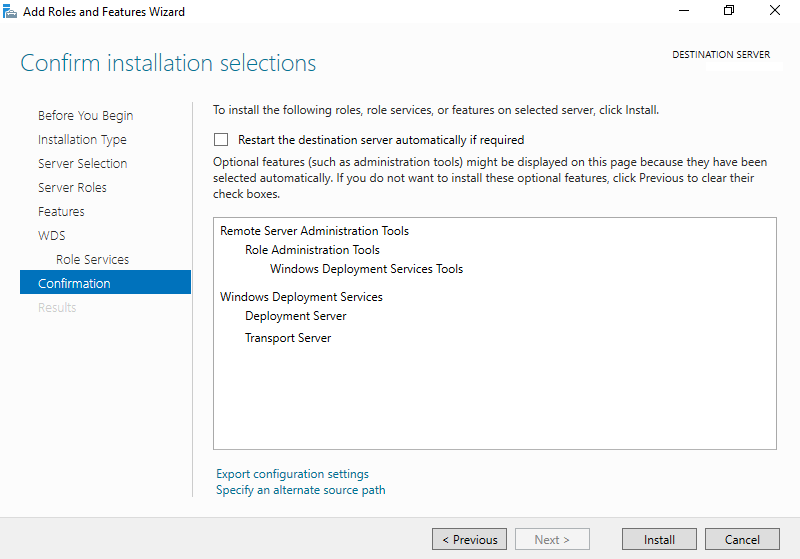 Add Roles and Features Wizard
Confirm installation selections
DESTINATION SERVER
Before You Begin
Installation Type
Server Selection
Server Roles
Features
WDS
Role Services
Confirmation
Results
To install the following roles, role services, or features on selected server, click Install.
Restart the destination server automatically if required
Optional features (such as administration tools) might be displayed on this page because they have been
selected automatically. If you do not want to install these optional features, click Previous to clear their
check boxes.
Remote Server Administration Tools
Role Administration Tools
Windows Deployment Services Tools
Windows Deployment Services
Deployment Server
Transport Server
Export configuration settings
Specify an alternate source path
< Previous
Next >
Install
Cancel